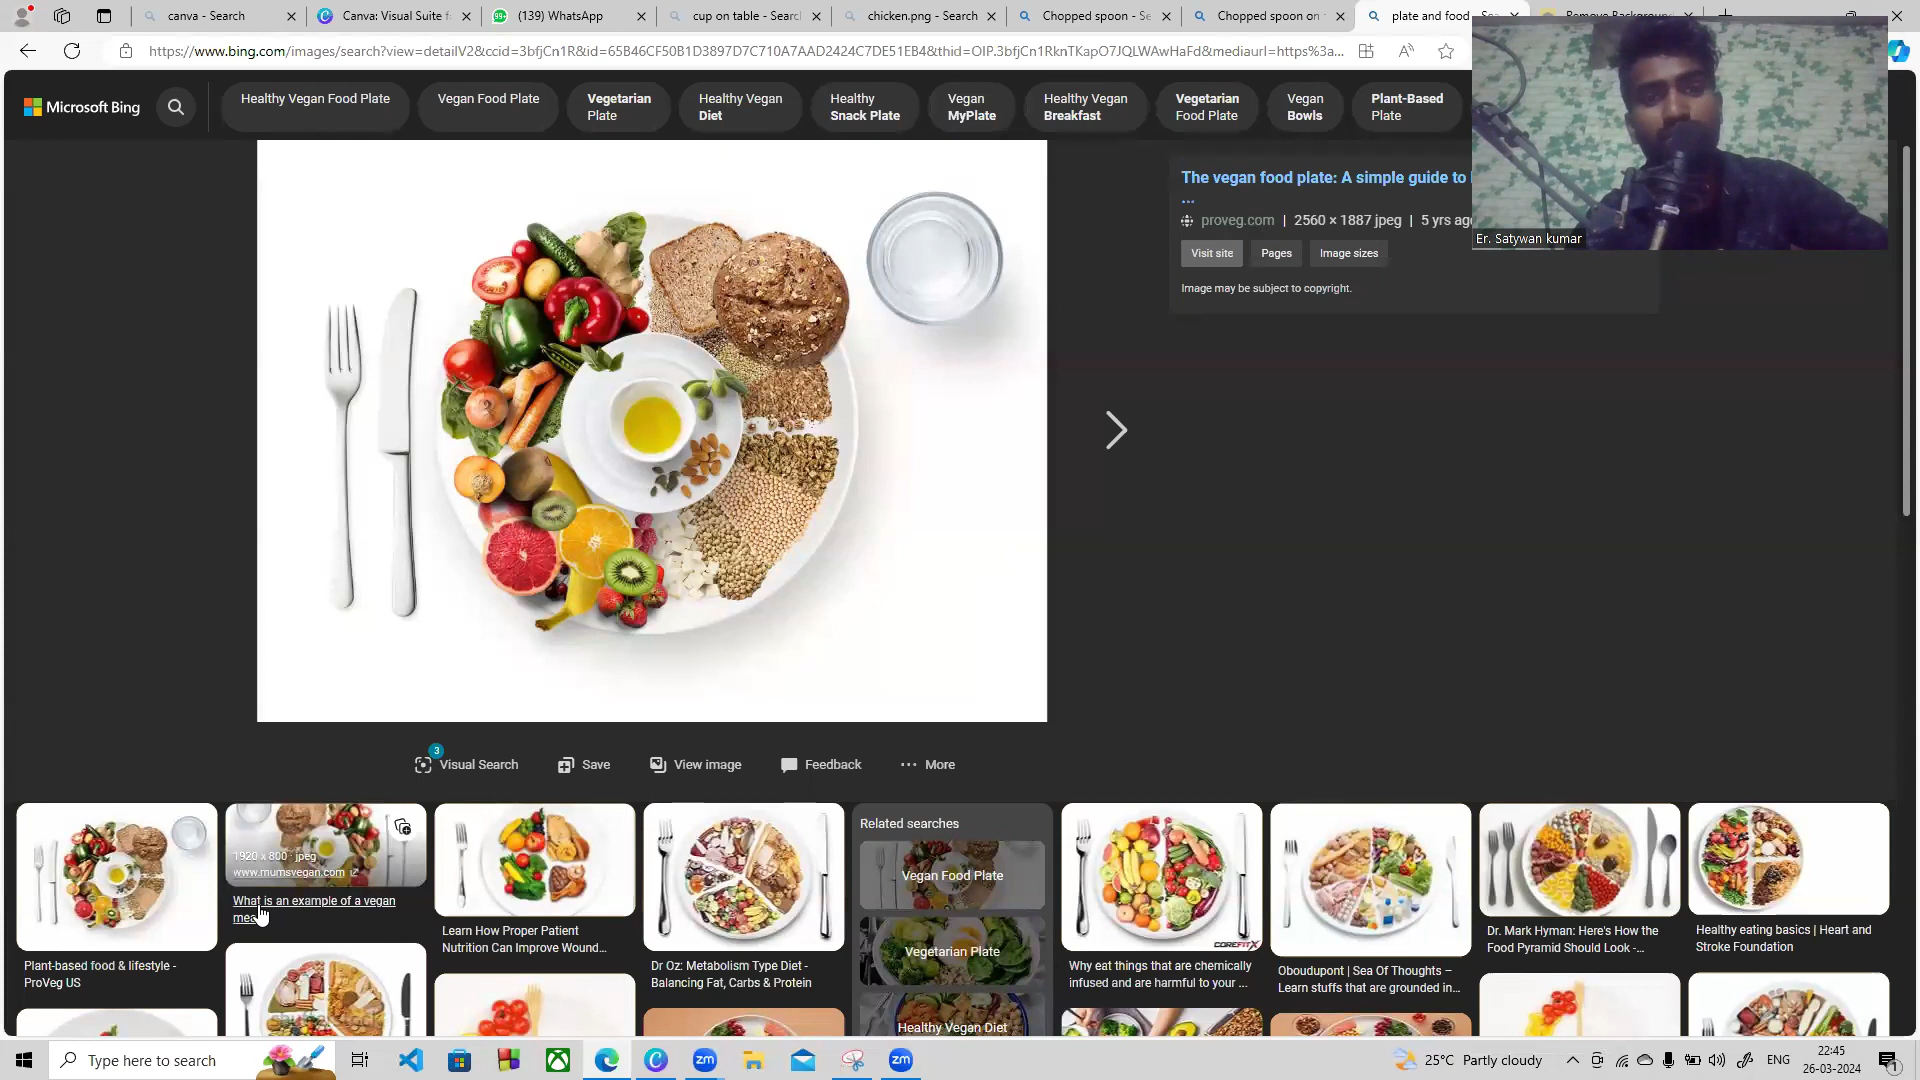 canva - Search
Canva: Visual Suite f
(139) WhatsApp
cup on table - Searc
chicken.png - Search
Chopped spoon - Se
Chopped spoon on
plate and food
https://www.bing.com/images/search?view=detailV2&ccid=3bfjCn1R&id=65B46CF50B1D3897D7C710A7AAD2424C7DE51EB4&thid=OIP.3bfjCn1RknTKapO7JQLWAwHaFd&mediaurl=https%3a...
Microsoft Bing
Healthy Vegan Food Plate
Vegan Food Plate
Vegetarian
Plate
Healthy Vegan
Diet
Healthy
Snack Plate
Vegan
MyPlate
Healthy Vegan
Breakfast
Vegetarian
Food Plate
Vegan
Bowls
Plant-Based
Plate
The vegan food plate: A simple guide to
...
proveg.com | 2560 × 1887 jpeg | 5 yrs ago
Visit site
Pages
Image sizes
Image may be subject to copyright.
Er. Satywan kumar
3
Visual Search
Save
View image
Feedback
More
Plant-based food & lifestyle -
ProVeg US
1920 x 800 · jpeg
www.mumsvegan.com
What is an example of a vegan
Learn How Proper Patient
Nutrition Can Improve Wound...
Dr Oz: Metabolism Type Diet -
Balancing Fat, Carbs & Protein
Related searches
Vegan Food Plate
Vegetarian Plate
Healthy Vegan Diet
COREFITX
Why eat things that are chemically
infused and are harmful to your ...
Oboudupont | Sea Of Thoughts –
Learn stuffs that are grounded in...
Dr. Mark Hyman: Here's How the
Food Pyramid Should Look -...
Healthy eating basics | Heart and
Stroke Foundation
Type here to search
25°C Partly cloudy
ENG
22:45
26-03-2024